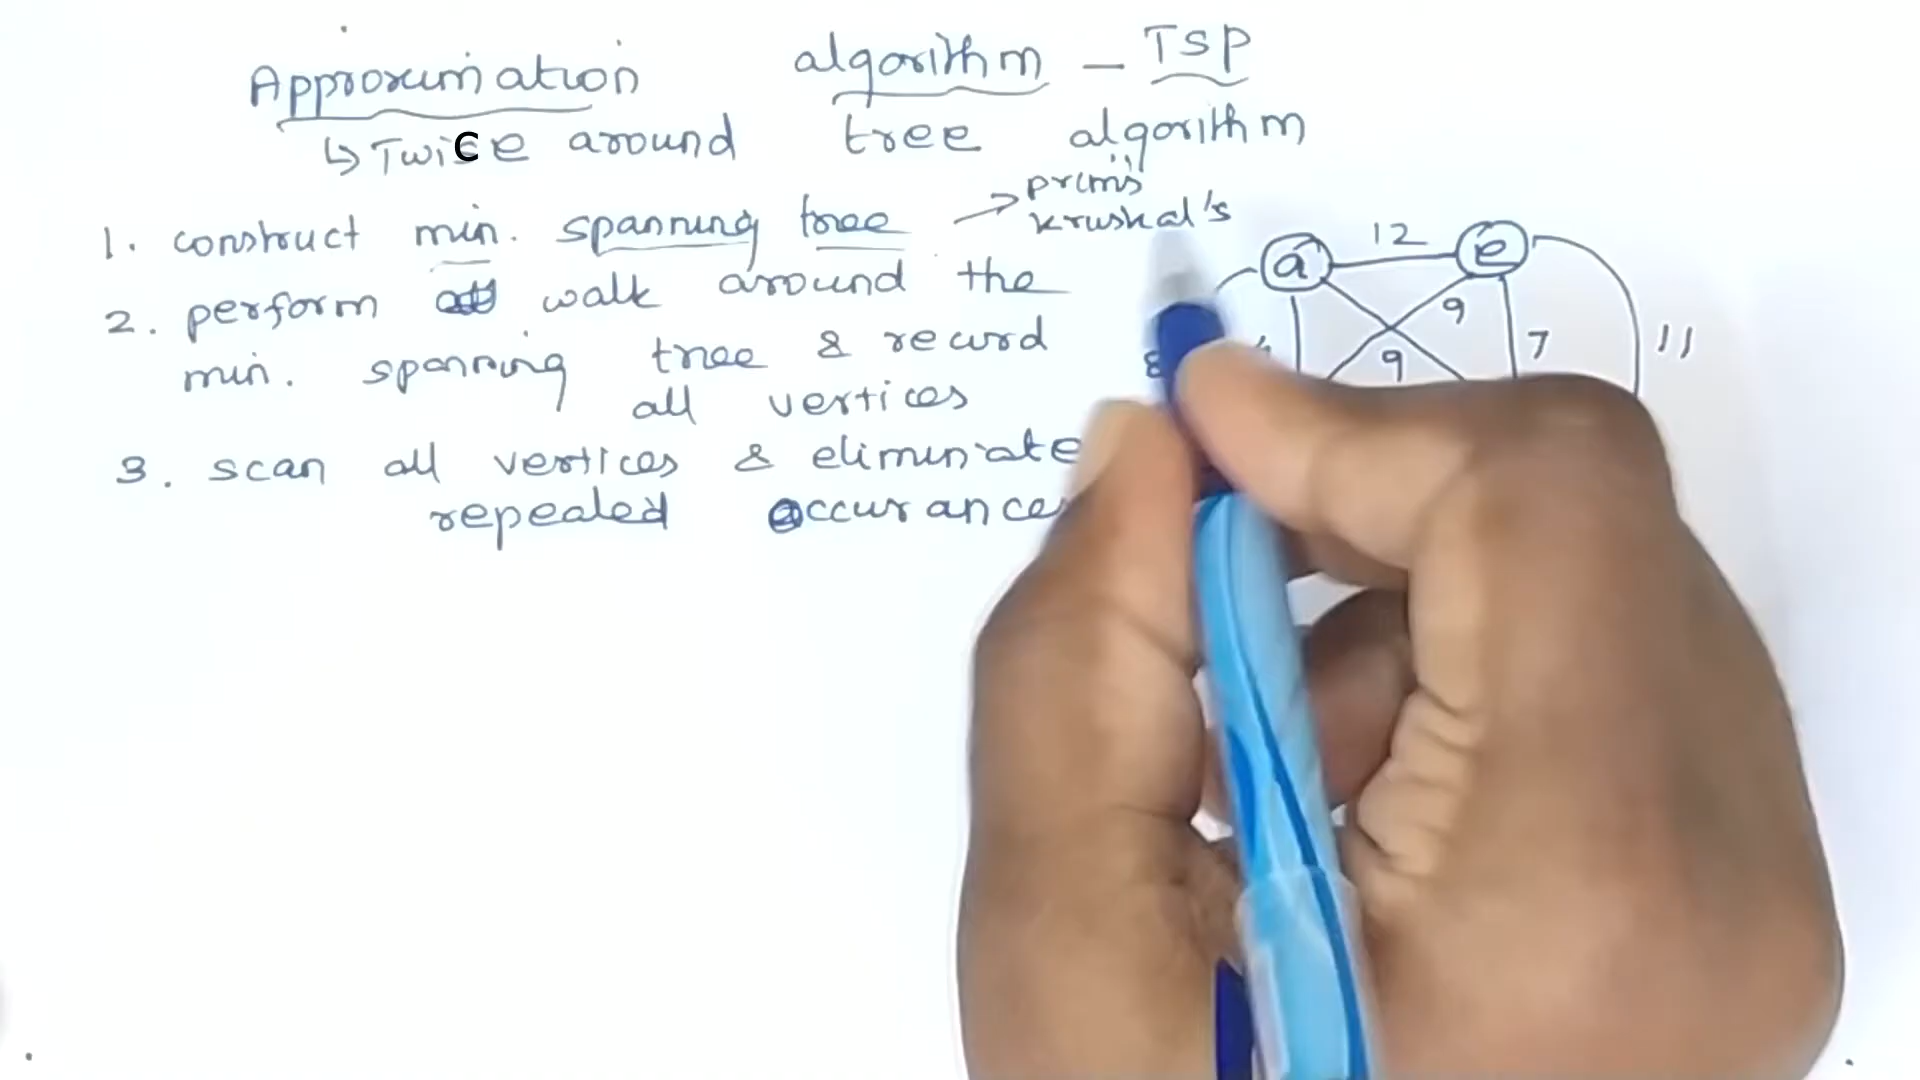 Approximation algorithm - TSP
↳ Twice around tree algorithm
1. construct min. spanning tree → prims
kruskal's
2. perform walk around the
min. spanning tree & record
all vertices
3. scan all vertices & eliminate
repeated occurances
a 12 e
9
9
7
11
8